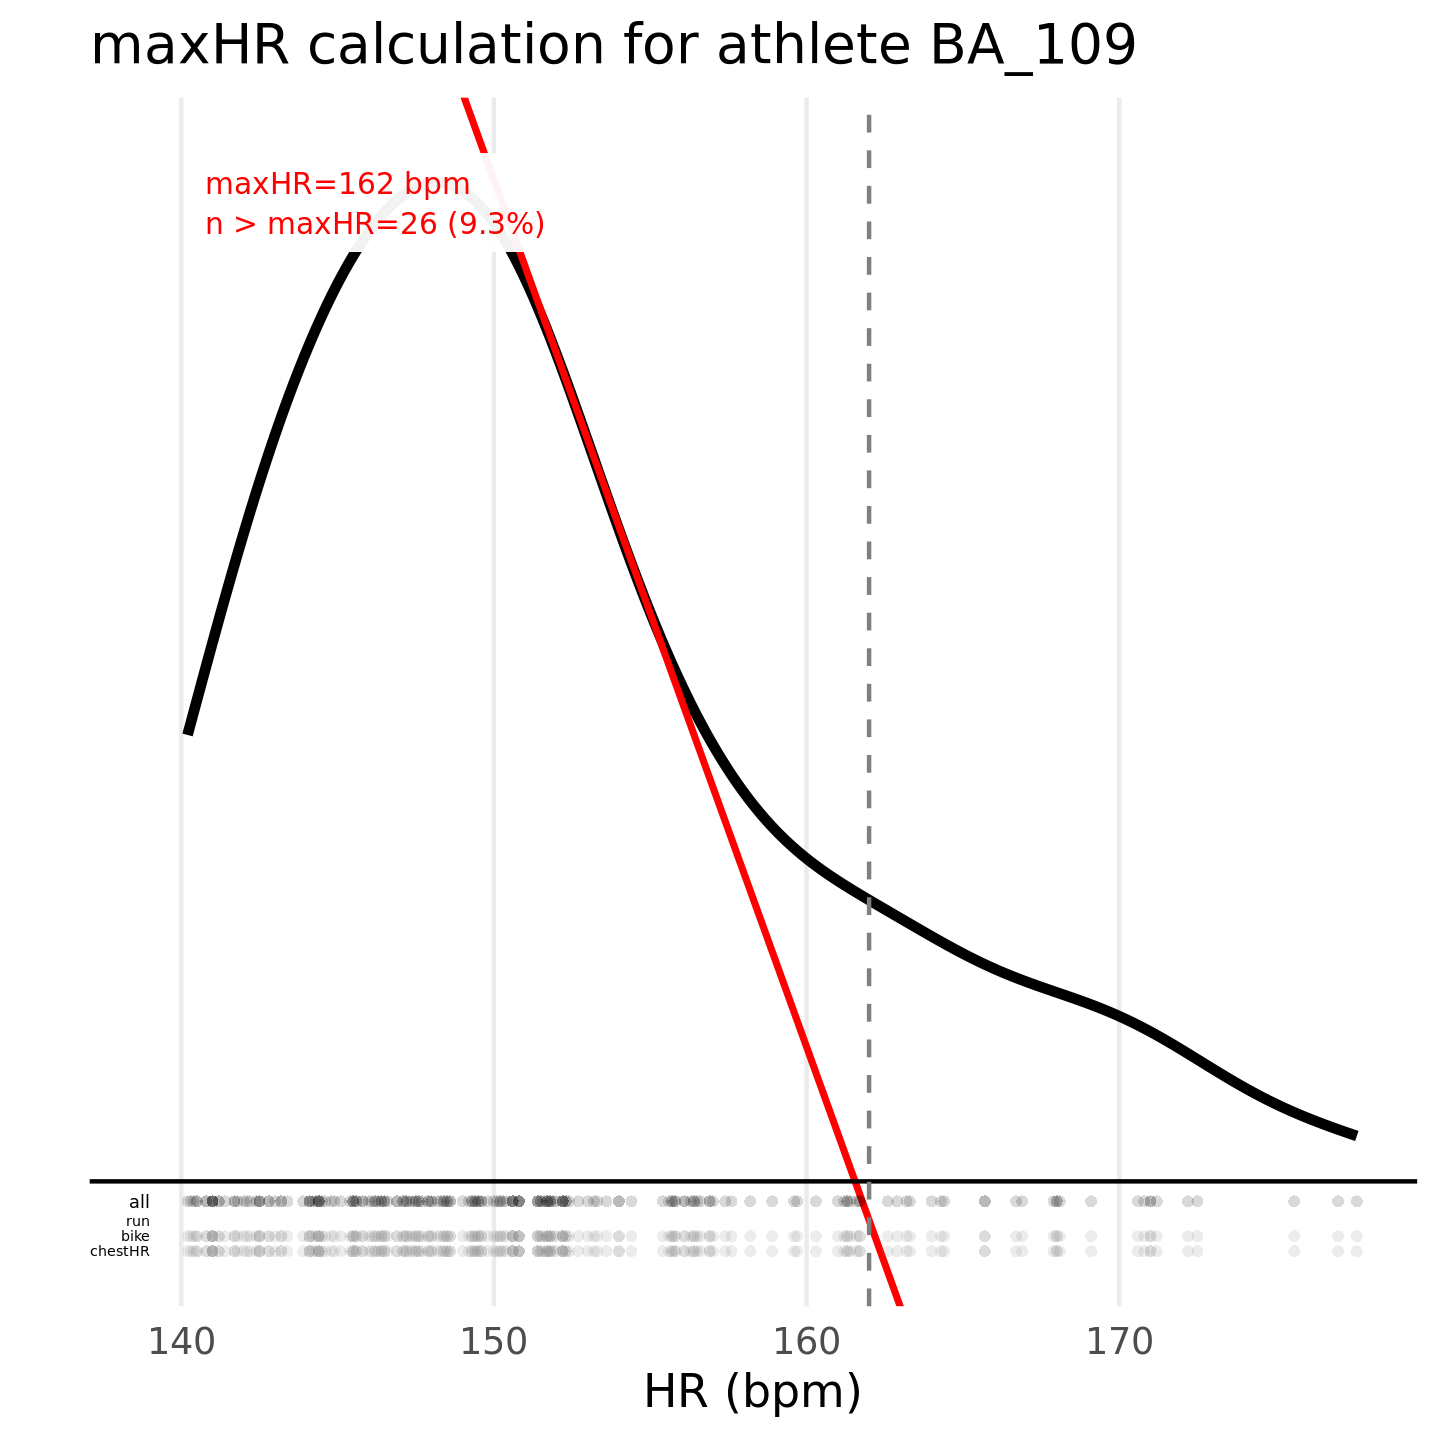 maxHR calculation for athlete BA_109
maxHR=162 bpm
n > maxHR=26 (9.3%)
all
run
bike
chestHR
140 150 160 170
HR (bpm)